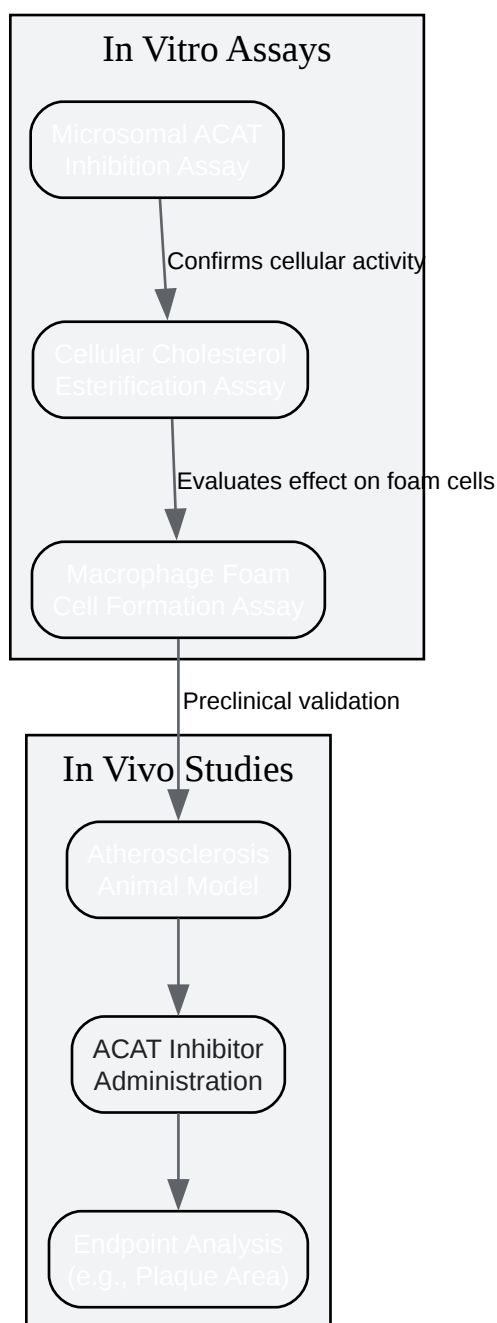 In Vitro Assays
Microsomal ACAT
Inhibition Assay
Confirms cellular activity
Cellular Cholesterol
Esterification Assay
Evaluates effect on foam cells
Macrophage Foam
Cell Formation Assay
Preclinical validation
In Vivo Studies
Atherosclerosis
Animal Model
ACAT Inhibitor
Administration
Endpoint Analysis
(e.g., Plaque Area)